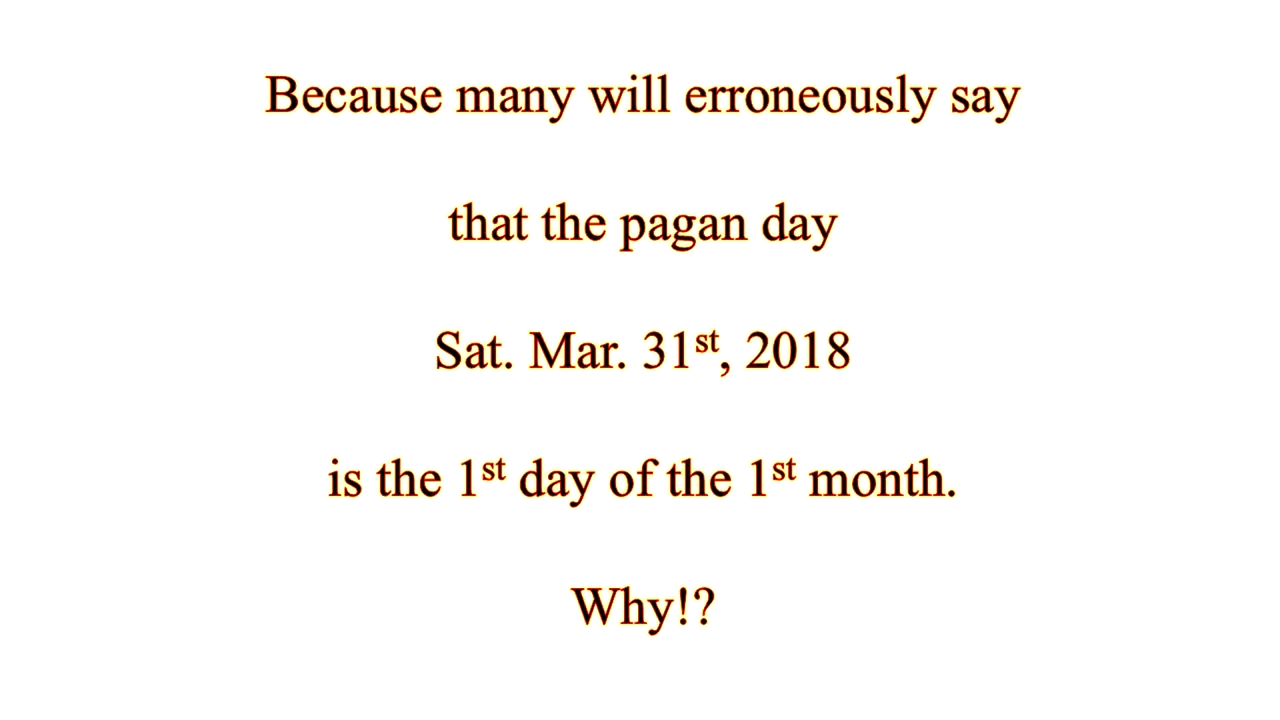 Because many will erroneously say
that the pagan day
Sat. Mar. 31st, 2018
is the 1st day of the 1st month.
Why!?